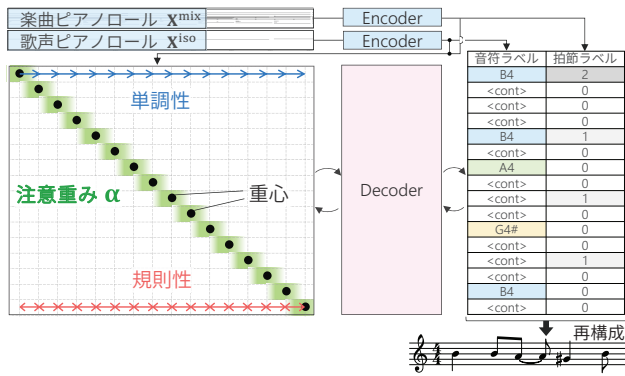 楽曲ピアノロール X^mix Encoder
歌声ピアノロール X^iso Encoder
音符ラベル 拍節ラベル
B4 2
<cont> 0
<cont> 0
<cont> 0
B4 1
<cont> 0
A4 0
<cont> 0
<cont> 1
<cont> 0
G4# 0
<cont> 0
<cont> 1
<cont> 0
B4 0
<cont> 0
単調性
注意重み α
重心
規則性
Decoder
再構成
4
4